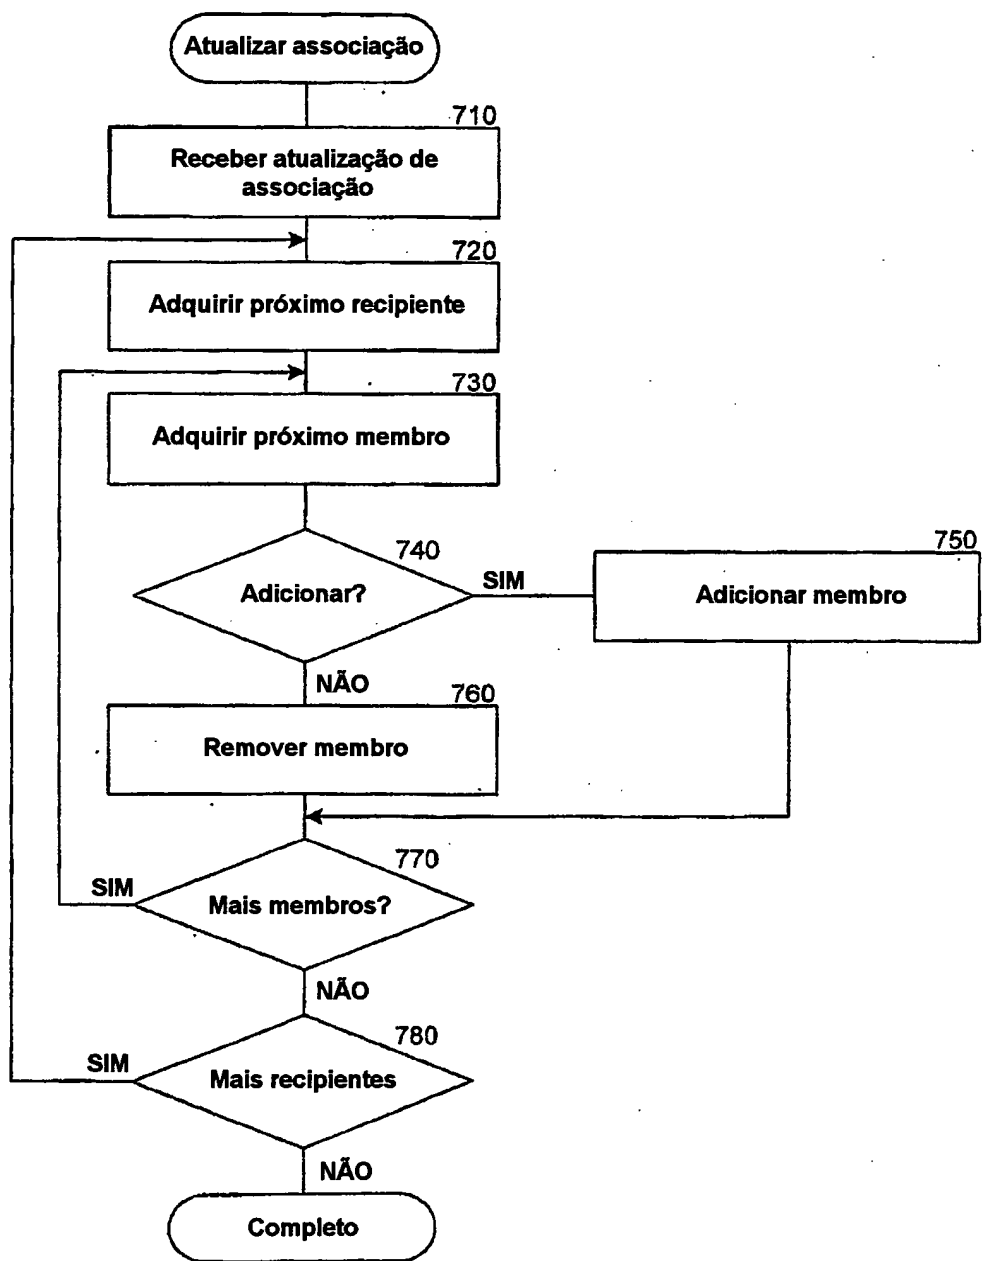 Atualizar associação
710
Receber atualização de
associação
720
Adquirir próximo recipiente
730
Adquirir próximo membro
740
Adicionar?
SIM
750
Adicionar membro
NÃO
760
Remover membro
770
SIM
Mais membros?
NÃO
780
SIM
Mais recipientes
NÃO
Completo